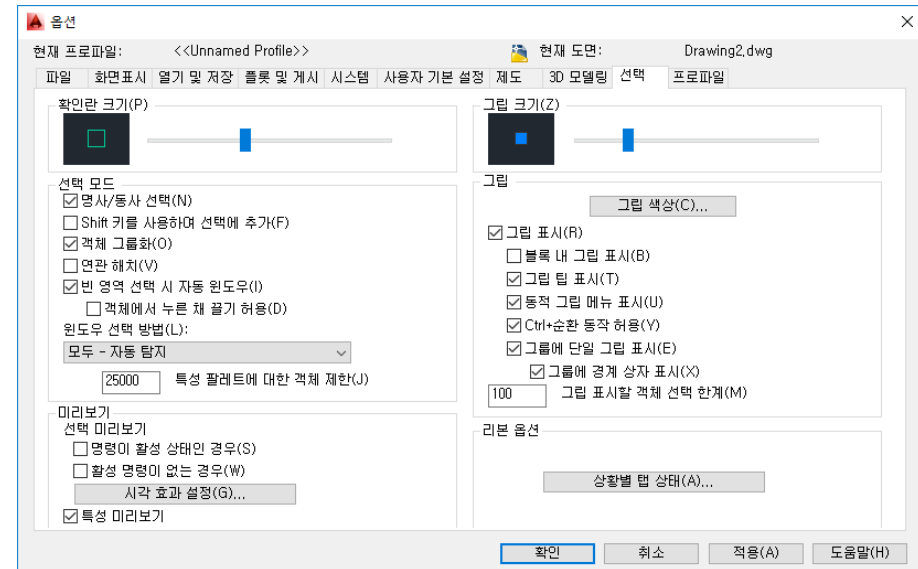 옵션
현재 프로파일: <<Unnamed Profile>> 현재 도면: Drawing2.dwg
파일 화면표시 열기 및 저장 플롯 및 게시 시스템 사용자 기본 설정 제도 3D 모델링 선택 프로파일
확인란 크기(P)
선택 모드
명사/동사 선택(N)
Shift 키를 사용하여 선택에 추가(F)
객체 그룹화(O)
연관 해치(V)
빈 영역 선택 시 자동 윈도우(I)
객체에서 누른 채 끌기 허용(D)
윈도우 선택 방법(L):
모두 - 자동 탐지
25000 특성 팔레트에 대한 객체 제한(J)
미리보기
선택 미리보기
명령이 활성 상태인 경우(S)
활성 명령이 없는 경우(W)
시각 효과 설정(G)...
특성 미리보기
그립 크기(Z)
그립
그립 색상(C)...
그립 표시(R)
블록 내 그립 표시(B)
그립 팁 표시(T)
동적 그립 메뉴 표시(U)
Ctrl+순환 동작 허용(Y)
그룹에 단일 그립 표시(E)
그룹에 경계 상자 표시(X)
100 그립 표시할 객체 선택 한계(M)
리본 옵션
상황별 탭 상태(A)...
확인 취소 적용(A) 도움말(H)